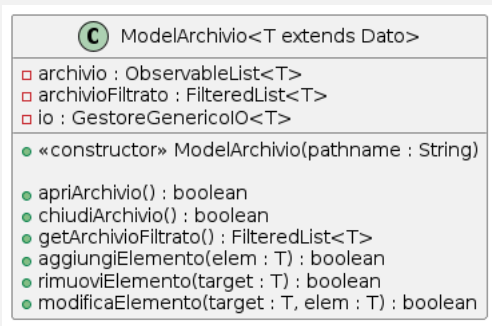 C ModelArchivio<T extends Dato>
archivio : ObservableList<T>
archivioFiltrato : FilteredList<T>
io : GestoreGenericoIO<T>
«constructor» ModelArchivio(pathname : String)
apriArchivio() : boolean
chiudiArchivio() : boolean
getArchivioFiltrato() : FilteredList<T>
aggiungiElemento(elem : T) : boolean
rimuoviElemento(target : T) : boolean
modificaElemento(target : T, elem : T) : boolean